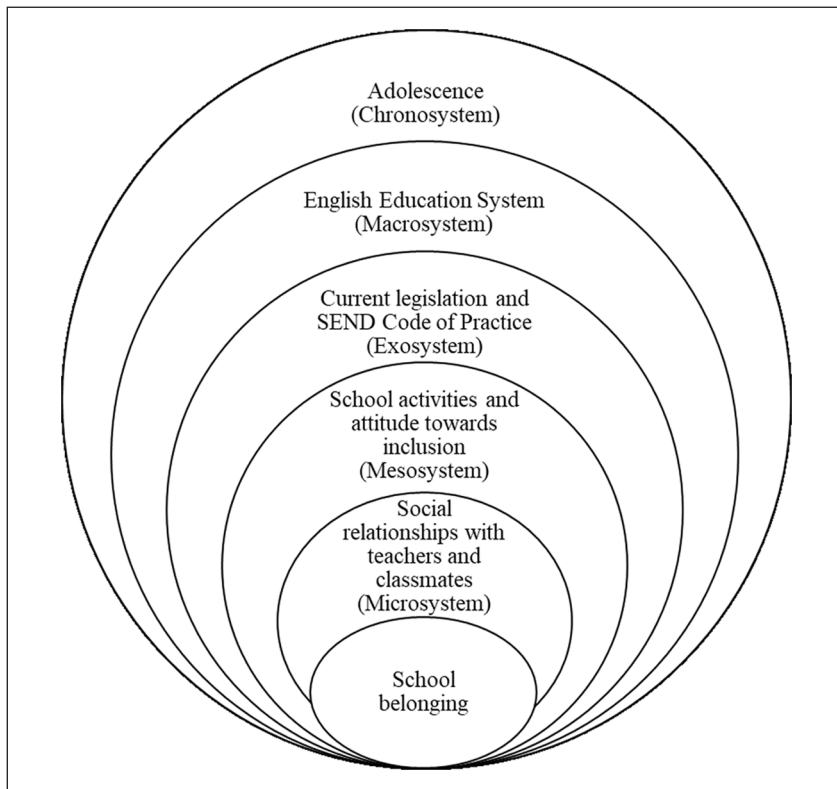 Adolescence
(Chronosystem)
English Education System
(Macrosystem)
Current legislation and
SEND Code of Practice
(Exosystem)
School activities and
attitude towards
inclusion
(Mesosystem)
Social
relationships with
teachers and
classmates
(Microsystem)
School
belonging